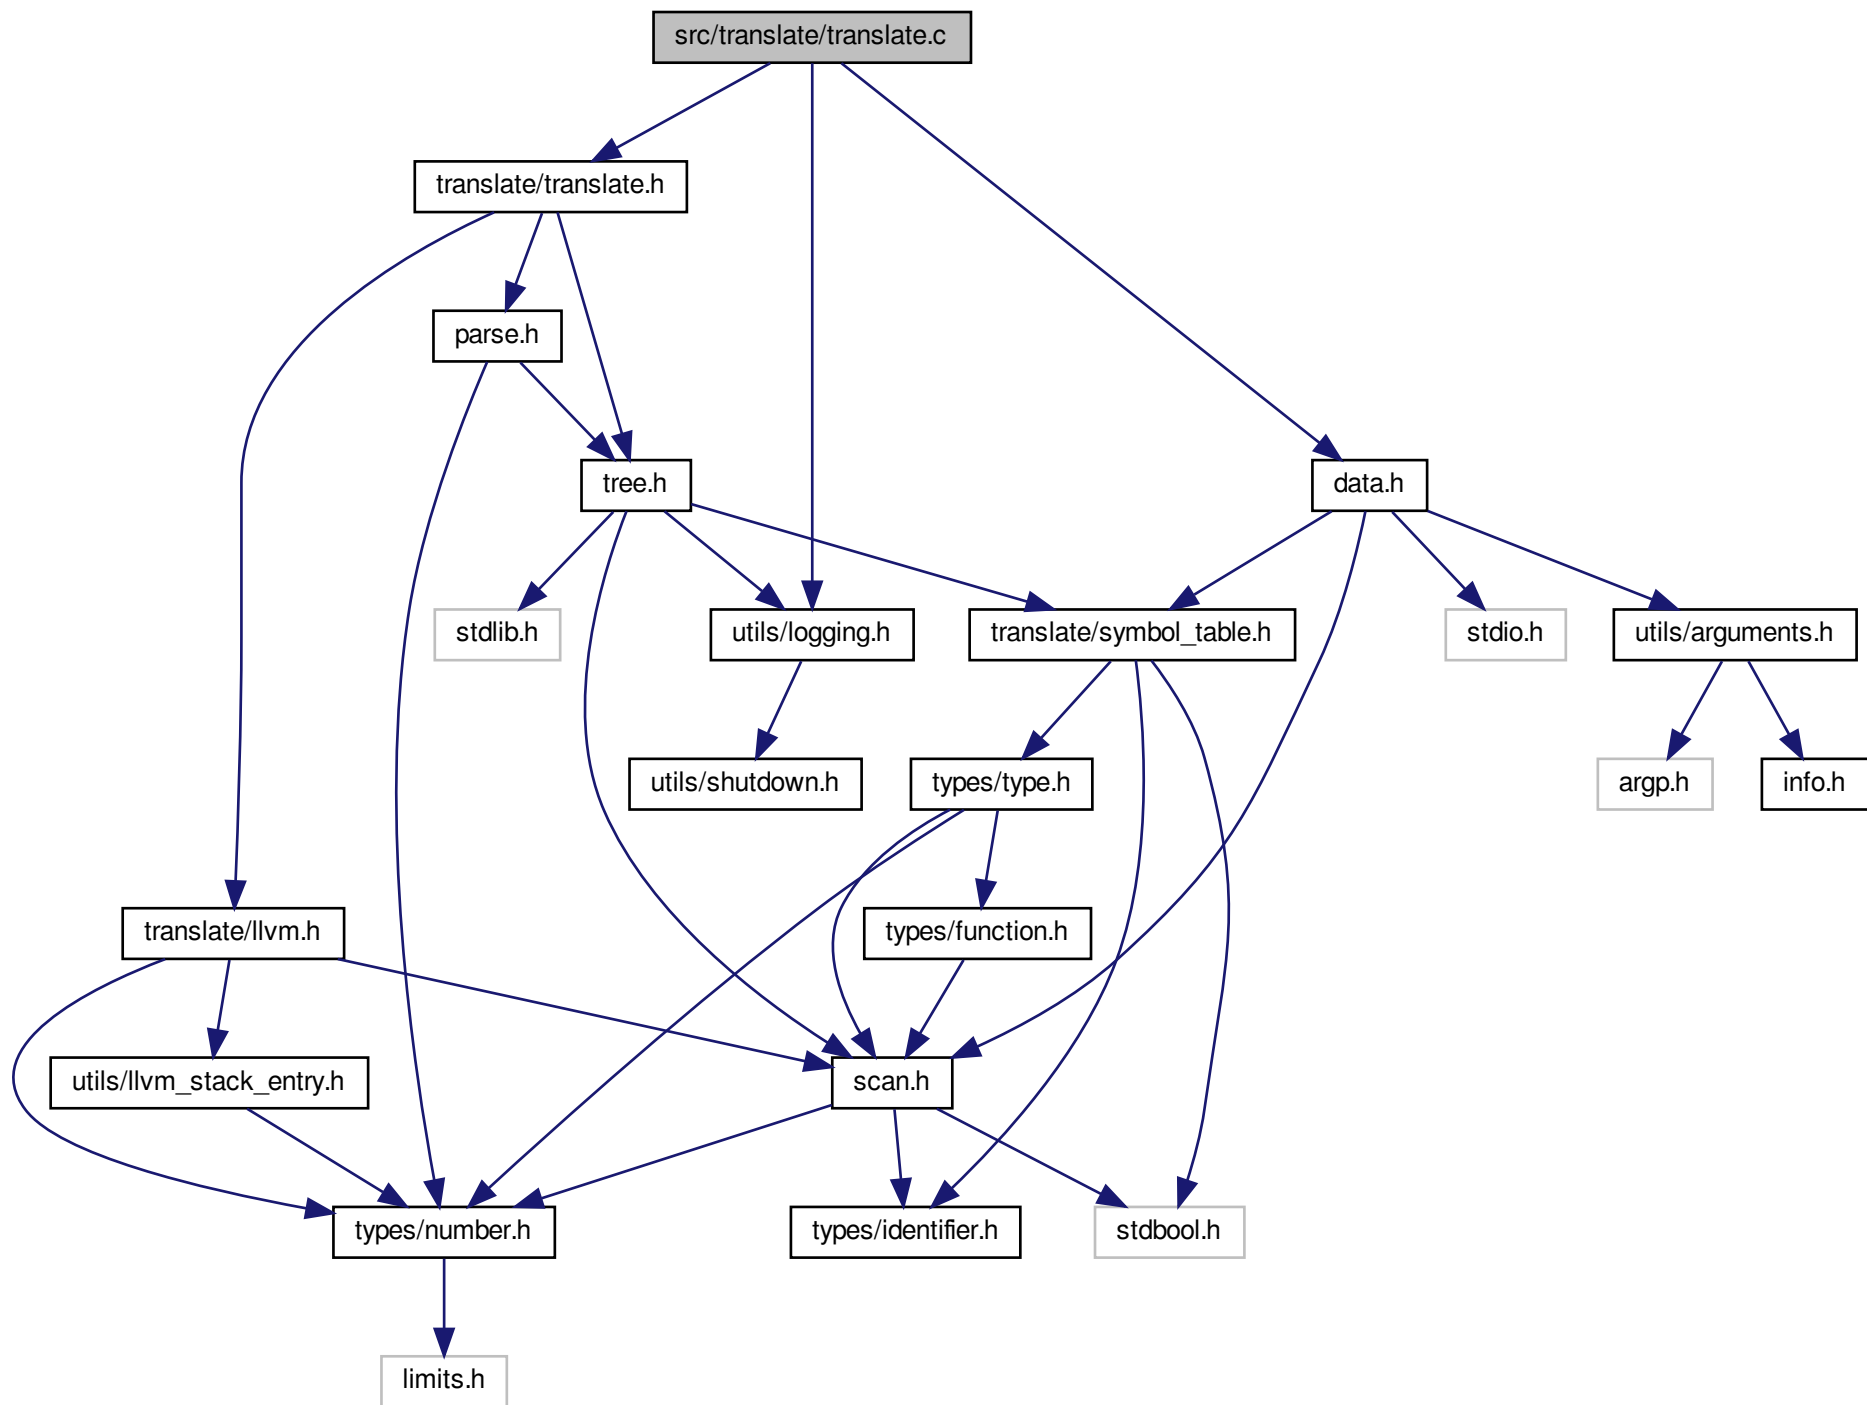 src/translate/translate.c
translate/translate.h
parse.h
tree.h
data.h
stdlib.h
utils/logging.h
translate/symbol_table.h
stdio.h
utils/arguments.h
utils/shutdown.h
types/type.h
argp.h
info.h
translate/llvm.h
types/function.h
utils/llvm_stack_entry.h
scan.h
types/number.h
types/identifier.h
stdbool.h
limits.h